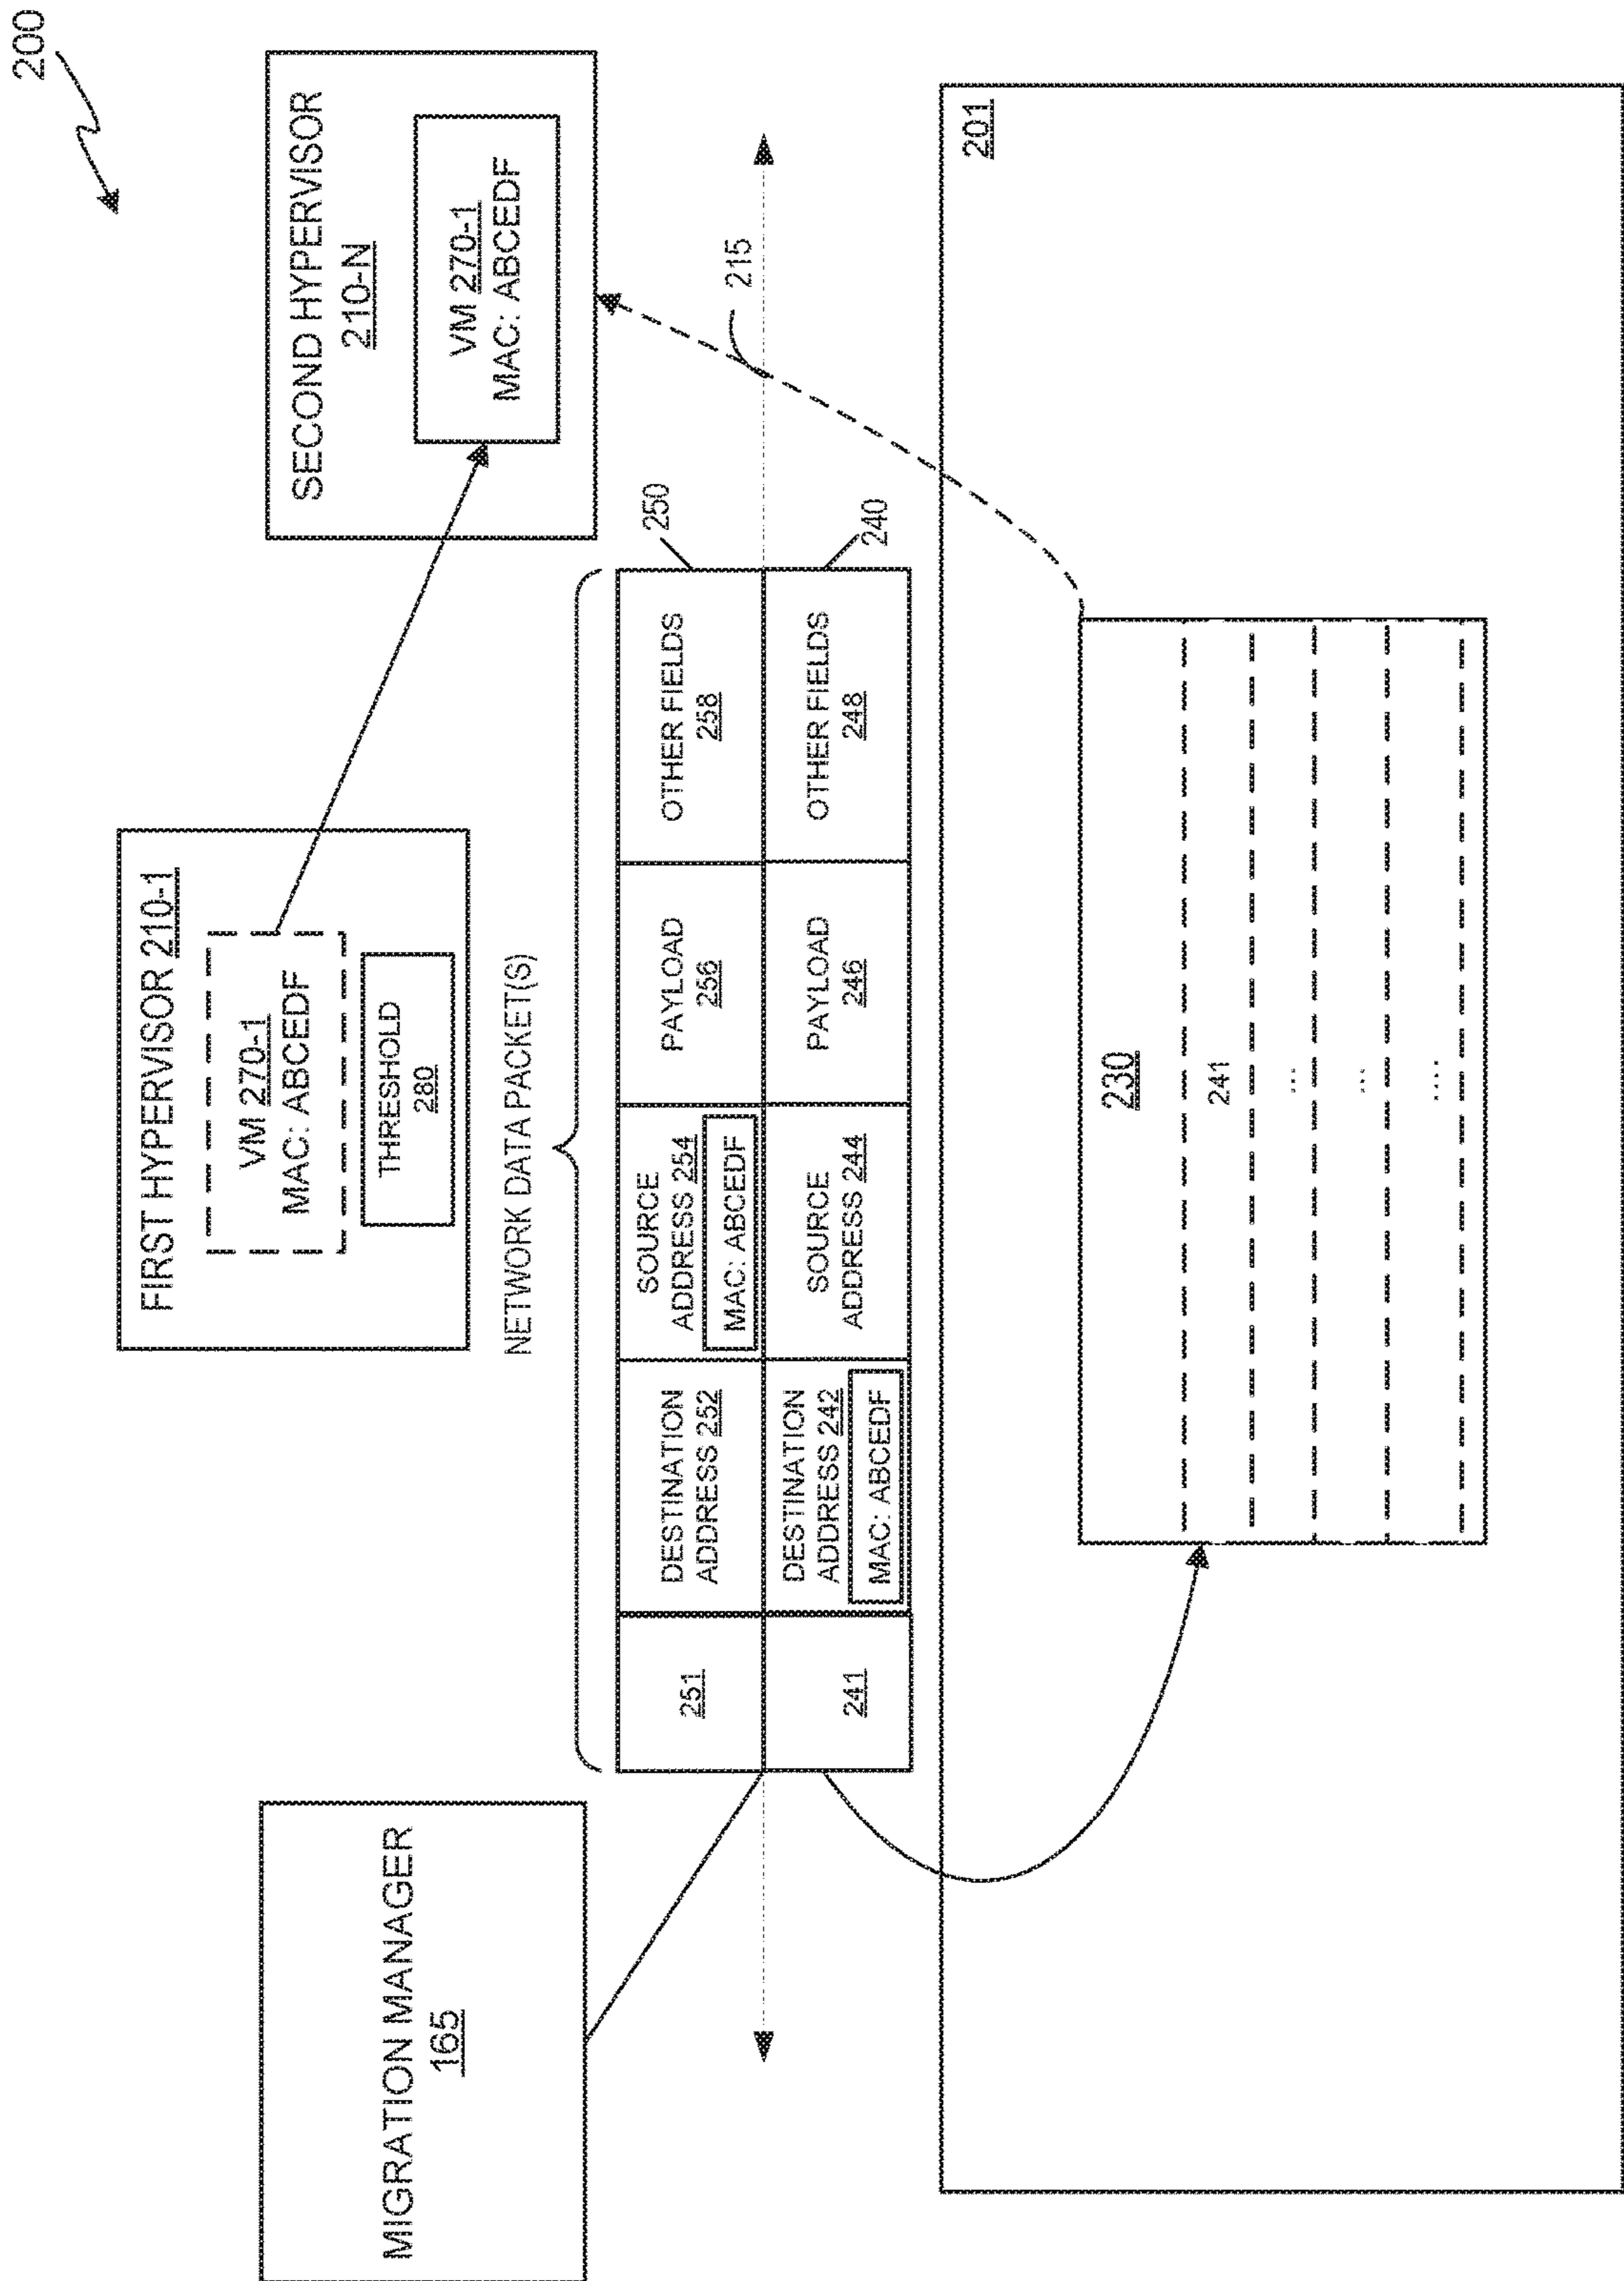 200
FIRST HYPERVISOR 210-1
VM 270-1
MAC: ABCEDF
THRESHOLD
280
SECOND HYPERVISOR
210-N
VM 270-1
MAC: ABCEDF
MIGRATION MANAGER
165
NETWORK DATA PACKET(S)
251
DESTINATION
ADDRESS 252
SOURCE
ADDRESS 254
MAC: ABCEDF
PAYLOAD
256
OTHER FIELDS
258
250
241
DESTINATION
ADDRESS 242
MAC: ABCEDF
SOURCE
ADDRESS 244
PAYLOAD
246
OTHER FIELDS
248
240
215
201
230
241
...
...
....